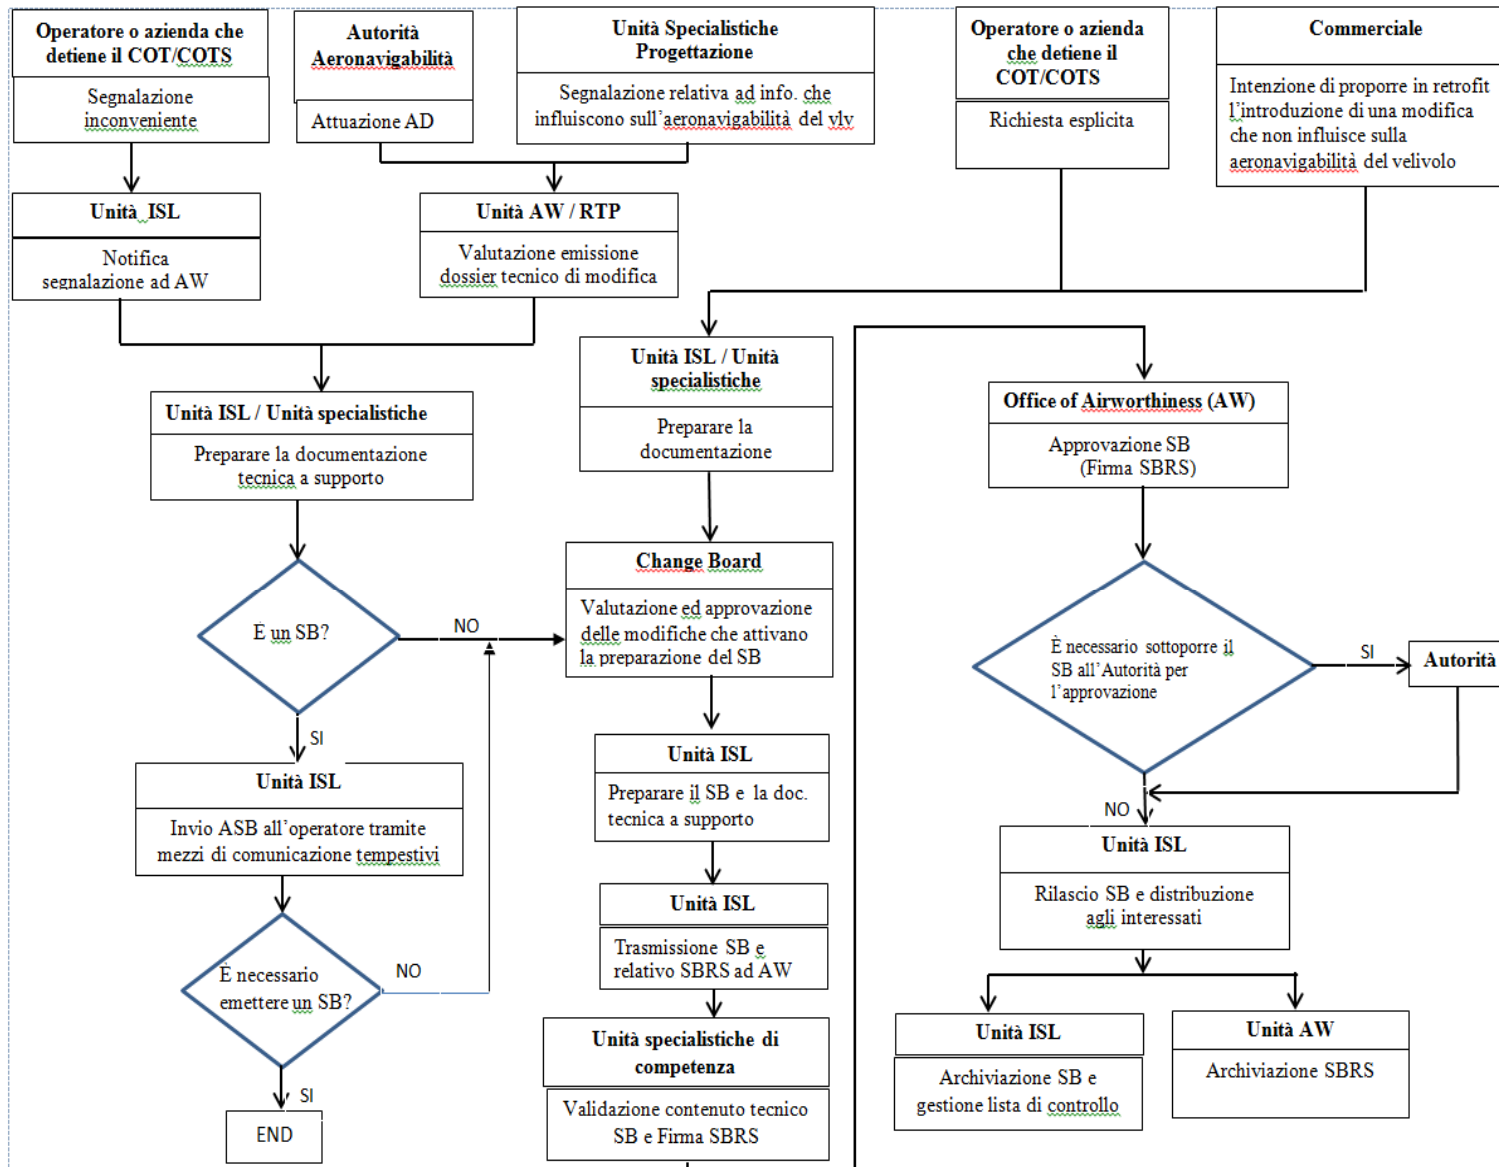 Operatore o azienda che
detiene il COT/COTS
Segnalazione
inconveniente
Autorità
Aeronavigabilità
Attuazione AD
Unità Specialistiche
Progettazione
Segnalazione relativa ad info. che
influiscono sull'aeronavigabilità del vlv
Operatore o azienda
che detiene il
COT/COTS
Richiesta esplicita
Commerciale
Intenzione di proporre in retrofit
l'introduzione di una modifica
che non influisce sulla
aeronavigabilità del velivolo
Unità ISL
Notifica
segnalazione ad AW
Unità AW / RTP
Valutazione emissione
dossier tecnico di modifica
Unità ISL / Unità specialistiche
Preparare la documentazione
tecnica a supporto
Unità ISL / Unità
specialistiche
Preparare la
documentazione
Office of Airworthiness (AW)
Approvazione SB
(Firma SBRS)
È un SB?
NO
SI
Change Board
Valutazione ed approvazione
delle modifiche che attivano
la preparazione del SB
È necessario sottoporre il
SB all'Autorità per
l'approvazione
SI
Autorità
NO
Unità ISL
Invio ASB all'operatore tramite
mezzi di comunicazione tempestivi
Unità ISL
Preparare il SB e la doc.
tecnica a supporto
Unità ISL
Rilascio SB e distribuzione
agli interessati
È necessario
emettere un SB?
NO
SI
END
Unità ISL
Trasmissione SB e
relativo SBRS ad AW
Unità specialistiche di
competenza
Validazione contenuto tecnico
SB e Firma SBRS
Unità ISL
Archiviazione SB e
gestione lista di controllo
Unità AW
Archiviazione SBRS